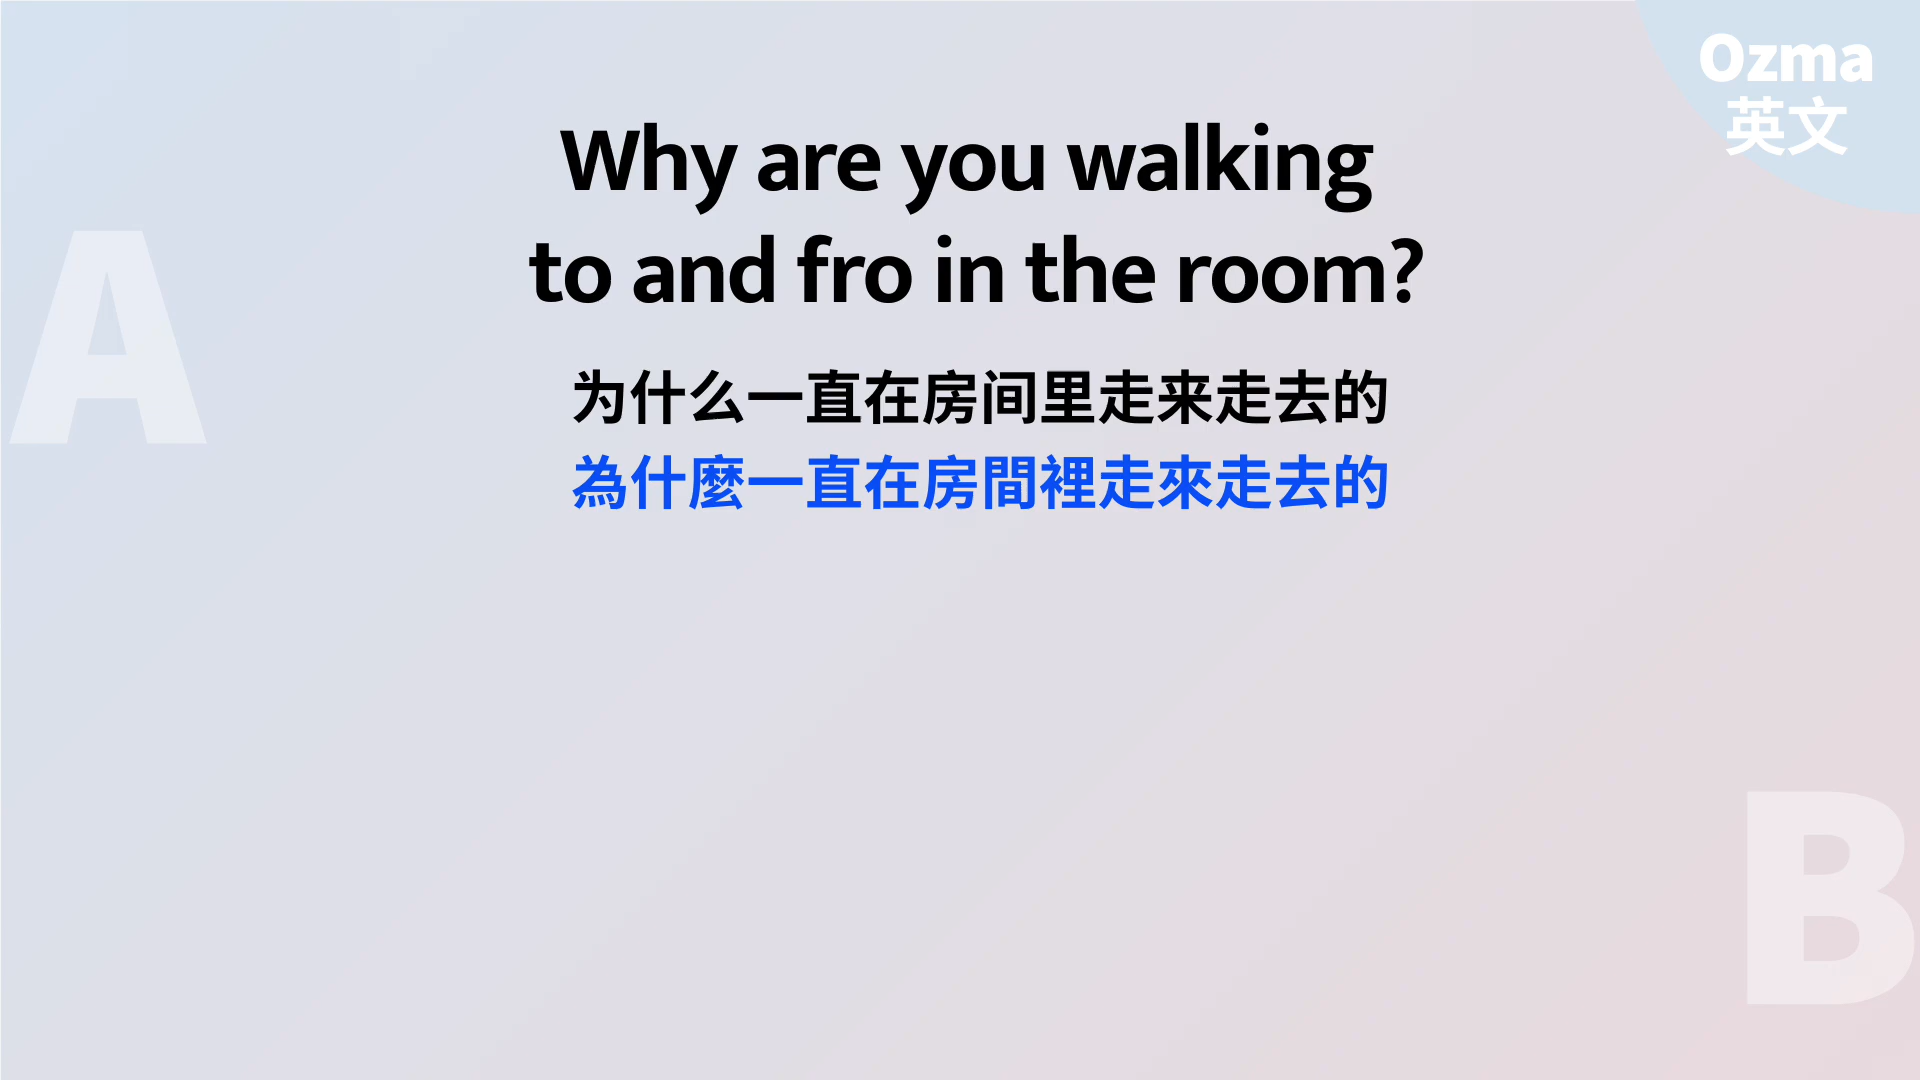 Ozma
英文
Why are you walking
to and fro in the room?
A
为什么一直在房间里走来走去的
為什麼一直在房間裡走來走去的
B